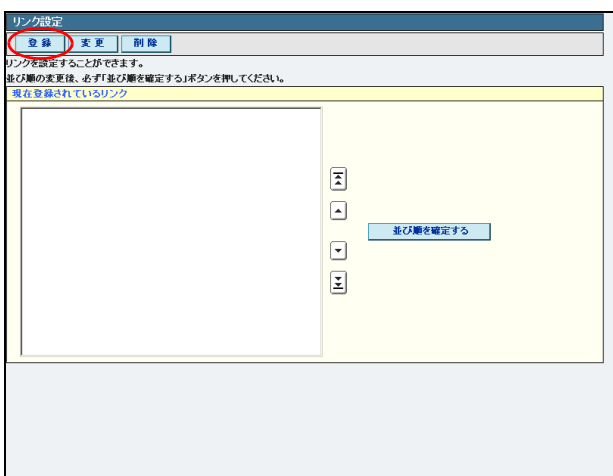 リンク設定
登録 変更 削除
リンクを設定することができます。
並び順の変更後、必ず「並び順を確定する」ボタンを押してください。
現在登録されているリンク
並び順を確定する